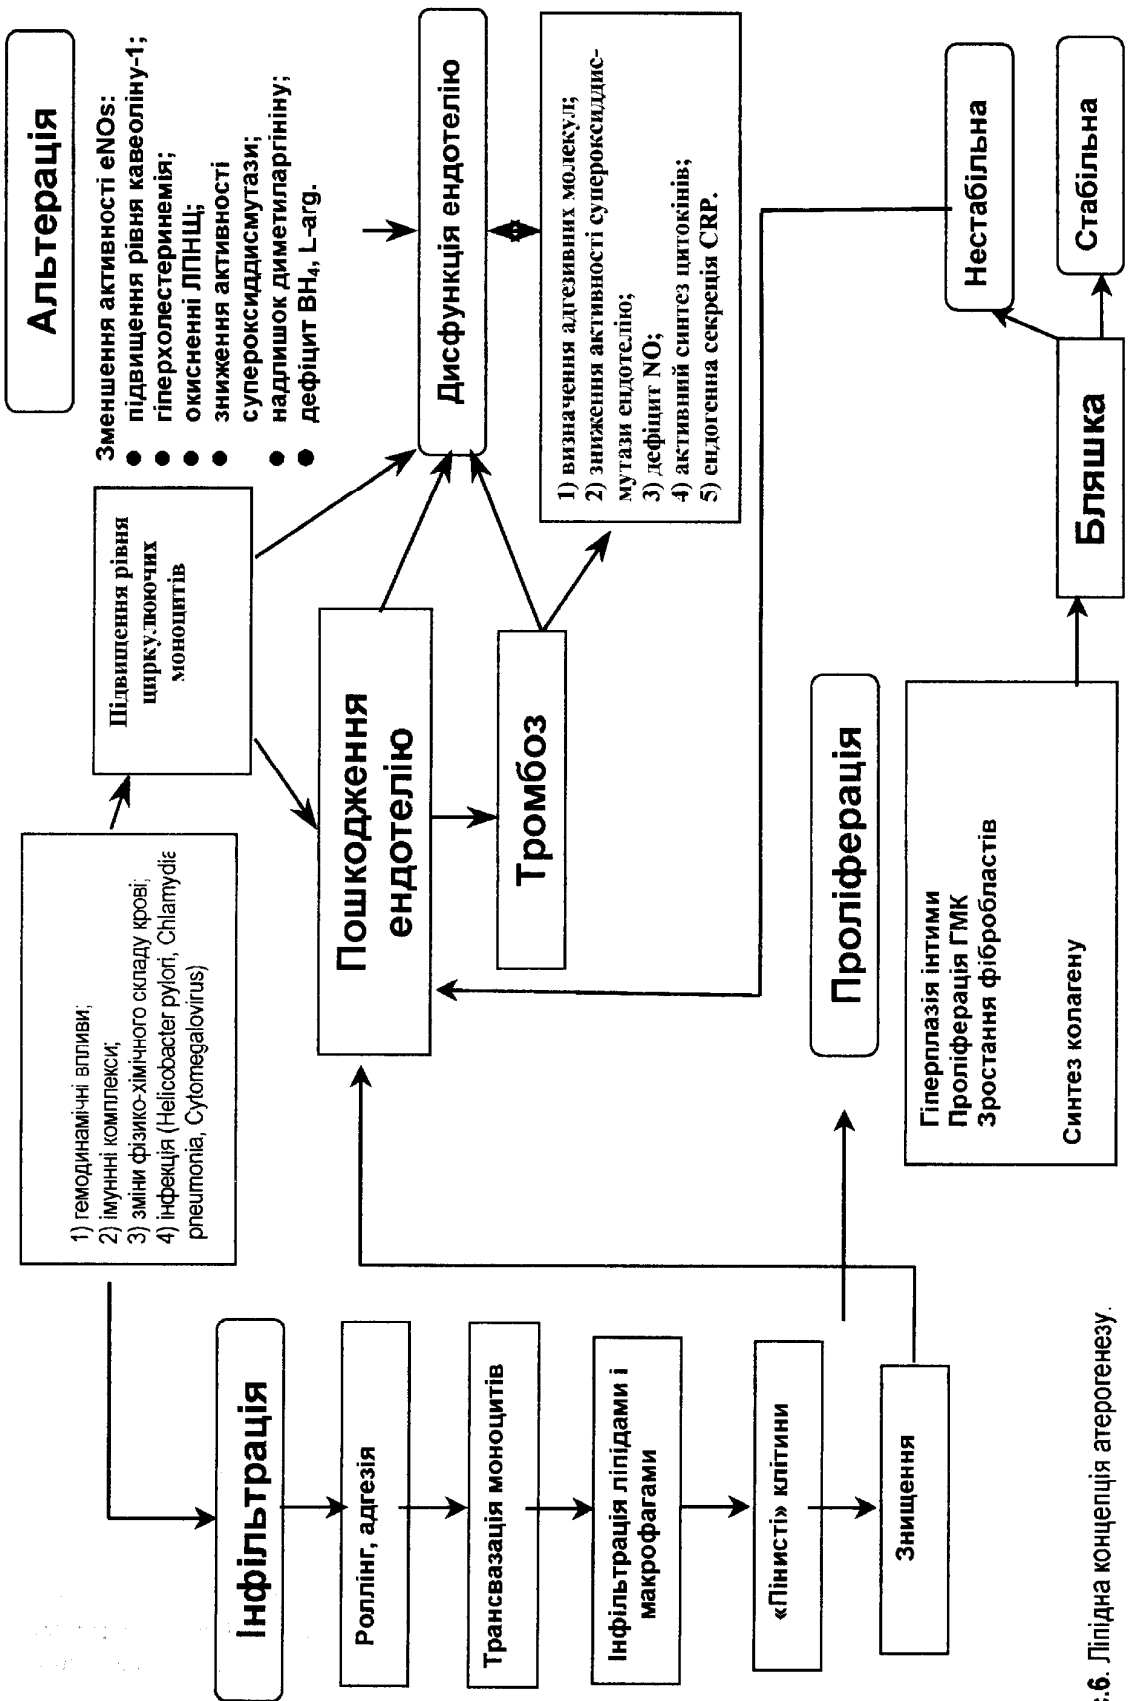 Альтерація
Зменшення активності eNOs:
● підвищення рівня кавеоліну-1;
● гіперхолестеринемія;
● окисненні ЛПНЩ;
● зниження активності
супероксиддисмутази;
● надлишок диметиларгініну;
● дефіцит BH₄, L-arg.
Підвищення рівня
циркулюючих
моноцитів
1) гемодинамічні впливи;
2) імунні комплекси;
3) зміни фізико-хімічного складу крові;
4) інфекція (Helicobacter pylori, Chlamydia
pneumonia, Cytomegalovirus)
Дисфункція ендотелію
Пошкодження
ендотелію
Тромбоз
1) визначення адгезивних молекул;
2) зниження активності супероксиддис-
мутази ендотелію;
3) дефіцит NO;
4) активний синтез цитокінів;
5) ендогенна секреція CRP.
Інфільтрація
Роллінг, адгезія
Трансвазація моноцитів
Інфільтрація ліпідами і
макрофагами
«Пінисті» клітини
Знищення
Проліферація
Гіперплазія інтими
Проліферація ГМК
Зростання фібробластів
Синтез колагену
Бляшка
Нестабільна
Стабільна
с.6. Ліпідна концепція атерогенезу.